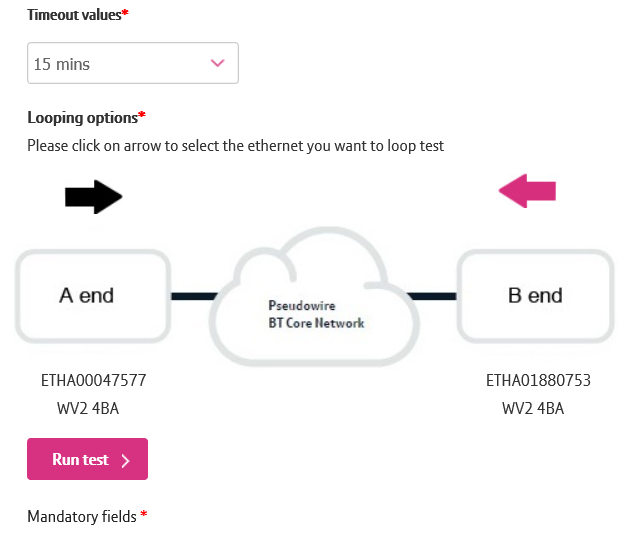 Timeout values*
15 mins
Looping options*
Please click on arrow to select the ethernet you want to loop test
A end
Pseudowire
BT Core Network
B end
ETHA00047577
WV2 4BA
ETHA01880753
WV2 4BA
Run test
Mandatory fields *